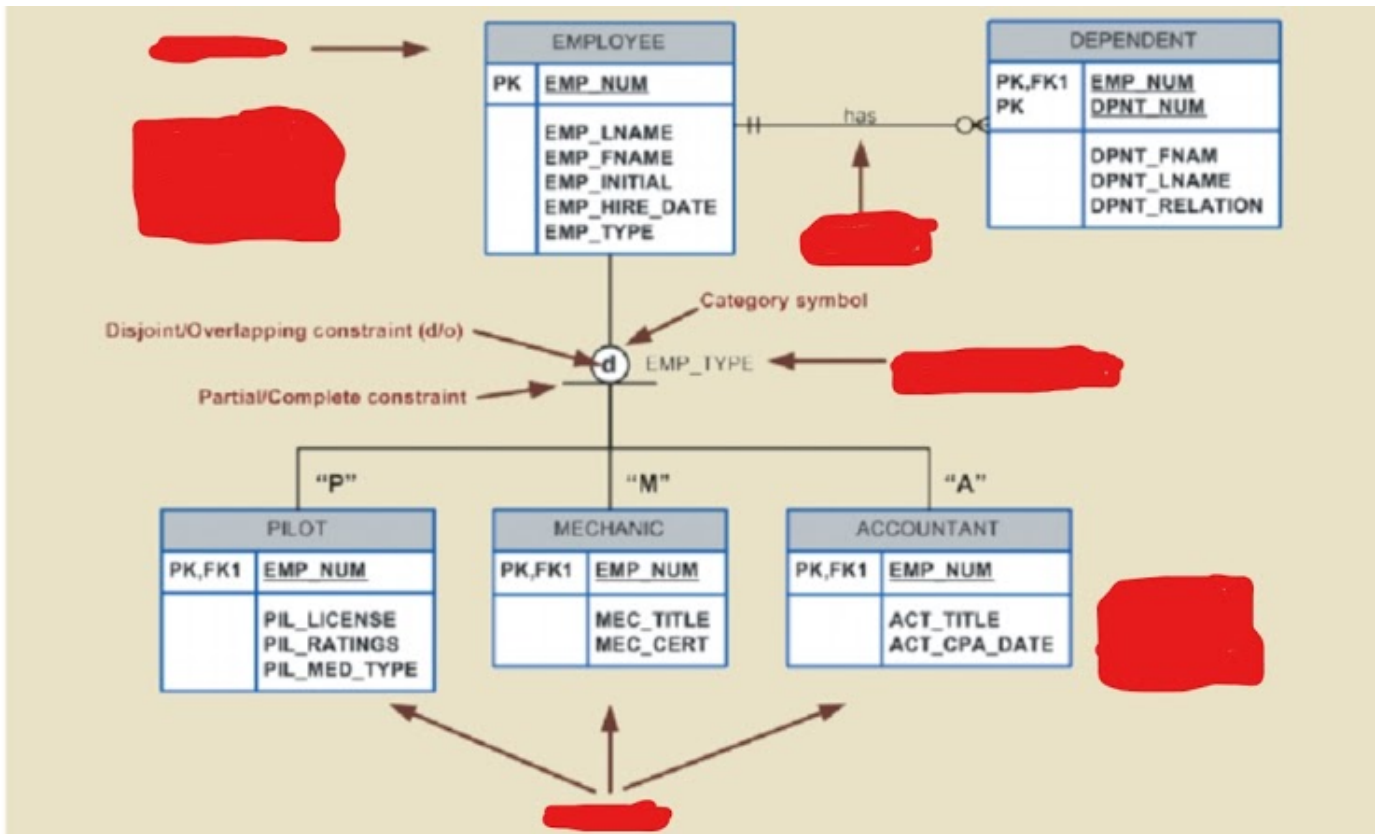 EMPLOYEE
PK EMP_NUM
EMP_LNAME
EMP_FNAME
EMP_INITIAL
EMP_HIRE_DATE
EMP_TYPE
has
DEPENDENT
PK,FK1 EMP_NUM
PK DPNT_NUM
DPNT_FNAM
DPNT_LNAME
DPNT_RELATION
Category symbol
Disjoint/Overlapping constraint (d/o)
d
EMP_TYPE
Partial/Complete constraint
“P”
“M”
“A”
PILOT
PK,FK1 EMP_NUM
PIL_LICENSE
PIL_RATINGS
PIL_MED_TYPE
MECHANIC
PK,FK1 EMP_NUM
MEC_TITLE
MEC_CERT
ACCOUNTANT
PK,FK1 EMP_NUM
ACT_TITLE
ACT_CPA_DATE